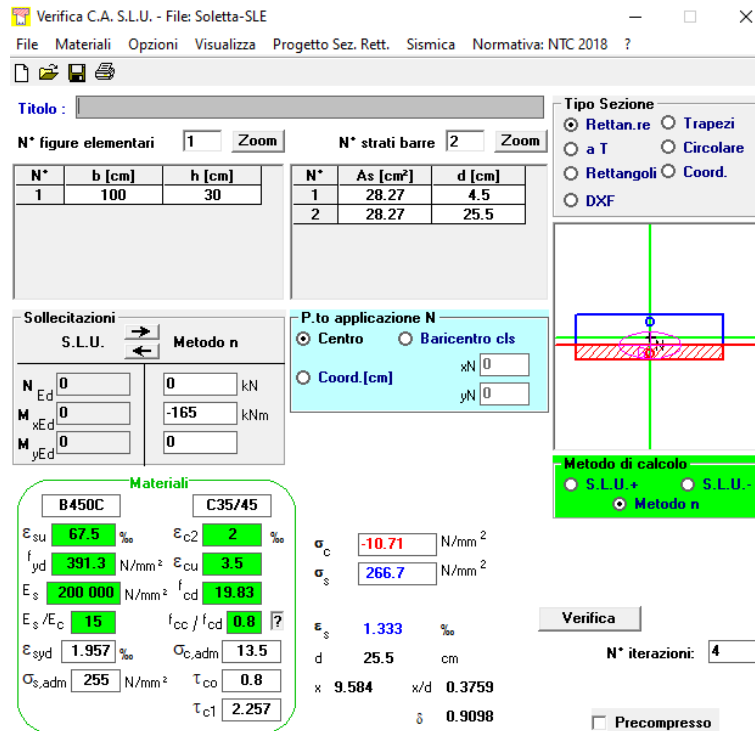 Verifica C.A. S.L.U. - File: Soletta-SLE
File Materiali Opzioni Visualizza Progetto Sez. Rett. Sismica Normativa: NTC 2018 ?
Titolo :
N° figure elementari 1 Zoom
N° strati barre 2 Zoom
N° b [cm] h [cm]
1 100 30
N° As [cm²] d [cm]
1 28.27 4.5
2 28.27 25.5
Tipo Sezione
Rettan.re Trapezi
a T Circolare
Rettangoli Coord.
DXF
Sollecitazioni
S.L.U. Metodo n
N Ed 0 0 kN
M xEd 0 -165 kNm
M yEd 0 0
P.to applicazione N
Centro Baricentro cls
Coord.[cm] xN 0
yN 0
N
Metodo di calcolo
S.L.U.+ S.L.U.-
Metodo n
Materiali
B450C C35/45
εsu 67.5 ‰ εc2 2 ‰
fyd 391.3 N/mm² εcu 3.5
Es 200 000 N/mm² fcd 19.83
Es/Ec 15 fcc / fcd 0.8 ?
εsyd 1.957 ‰ σc,adm 13.5
σs,adm 255 N/mm² τco 0.8
τc1 2.257
σc -10.71 N/mm²
σs 266.7 N/mm²
εs 1.333 ‰
d 25.5 cm
x 9.584 x/d 0.3759
δ 0.9098
Verifica
N° iterazioni: 4
Precompresso